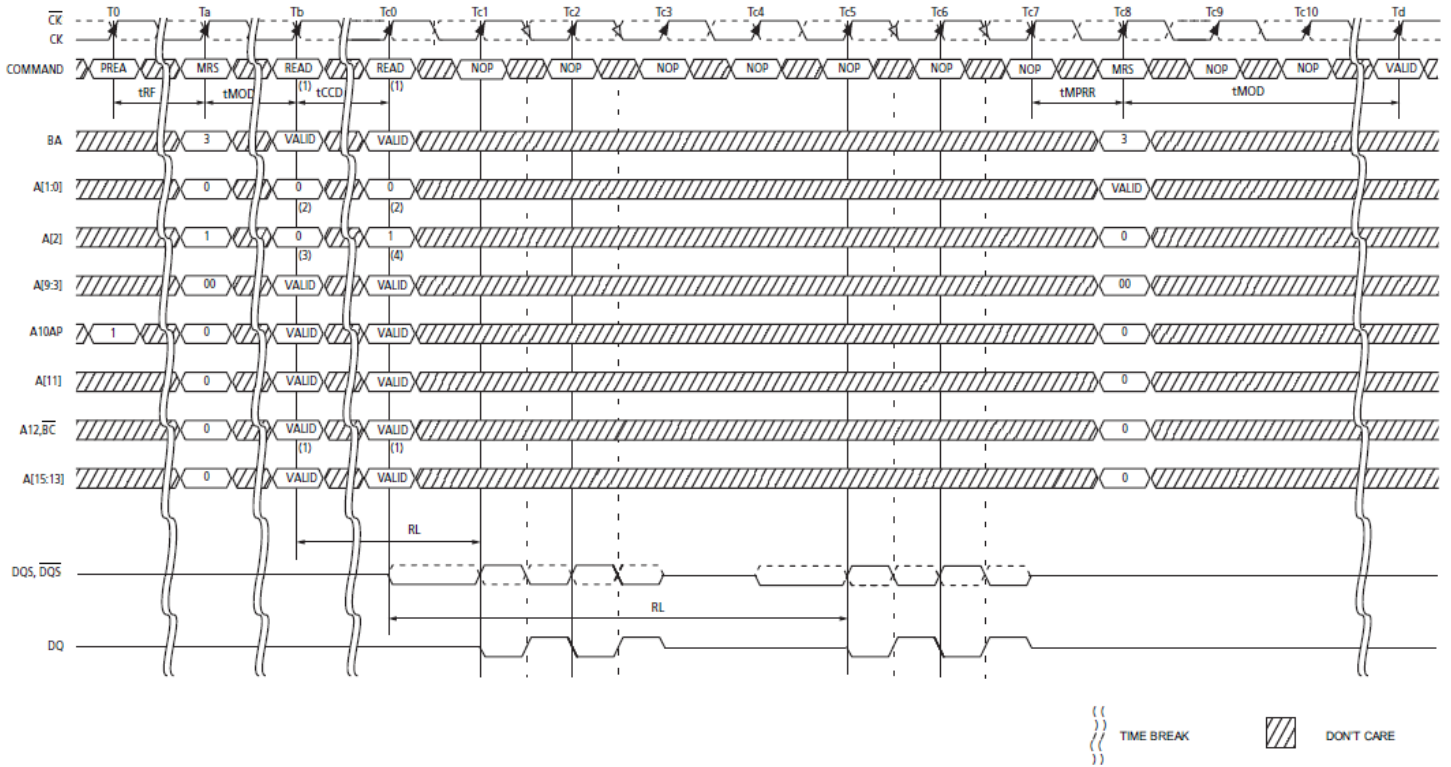 T0 Ta Tb Tc0 Tc1 Tc2 Tc3 Tc4 Tc5 Tc6 Tc7 Tc8 Tc9 Tc10 Td
C̅K̅
CK
COMMAND PREA MRS READ READ NOP NOP NOP NOP NOP NOP NOP MRS NOP NOP VALID
(1) (1)
tRF tMOD tCCD tMPRR tMOD
BA 3 VALID VALID 3
A[1:0] 0 0 0 VALID
(2) (2)
A[2] 1 0 1 0
(3) (4)
A[9:3] 00 VALID VALID 00
A10AP 1 0 VALID VALID 0
A[11] 0 VALID VALID 0
A12,B̅C̅ 0 VALID VALID 0
(1) (1)
A[15:13] 0 VALID VALID 0
RL
DQS, D̅Q̅S̅
RL
DQ
TIME BREAK DON'T CARE